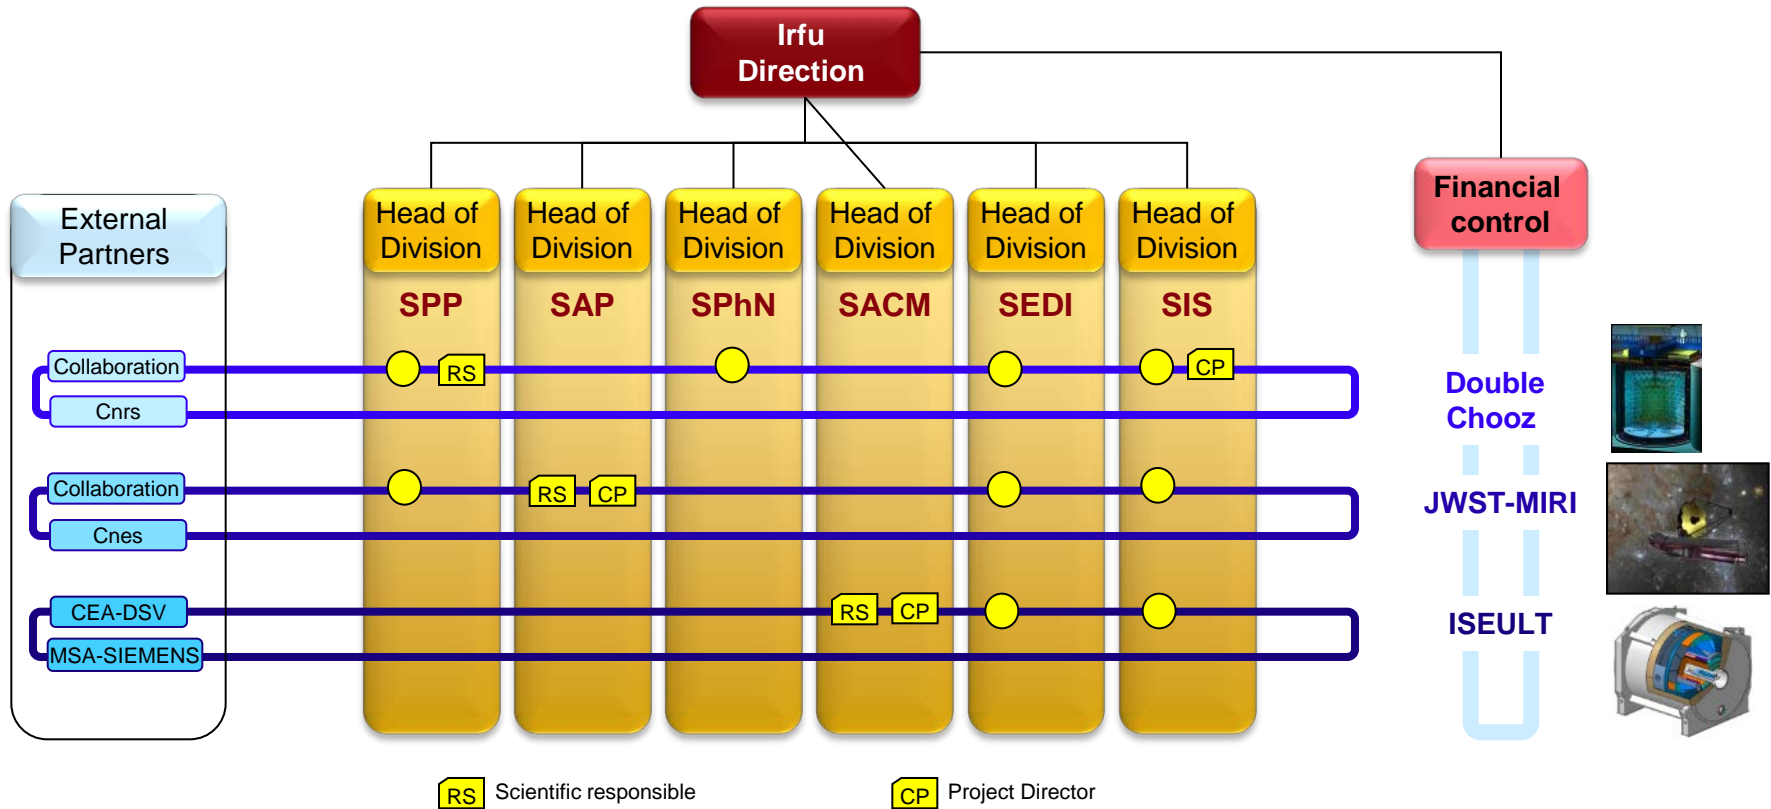 Irfu
Direction
External
Partners
Head of
Division
Head of
Division
Head of
Division
Head of
Division
Head of
Division
Head of
Division
Financial
control
SPP
SAP
SPhN
SACM
SEDI
SIS
Collaboration
RS
CP
Cnrs
Double
Chooz
Collaboration
RS
CP
JWST-MIRI
Cnes
CEA-DSV
RS
CP
ISEULT
MSA-SIEMENS
RS Scientific responsible
CP Project Director